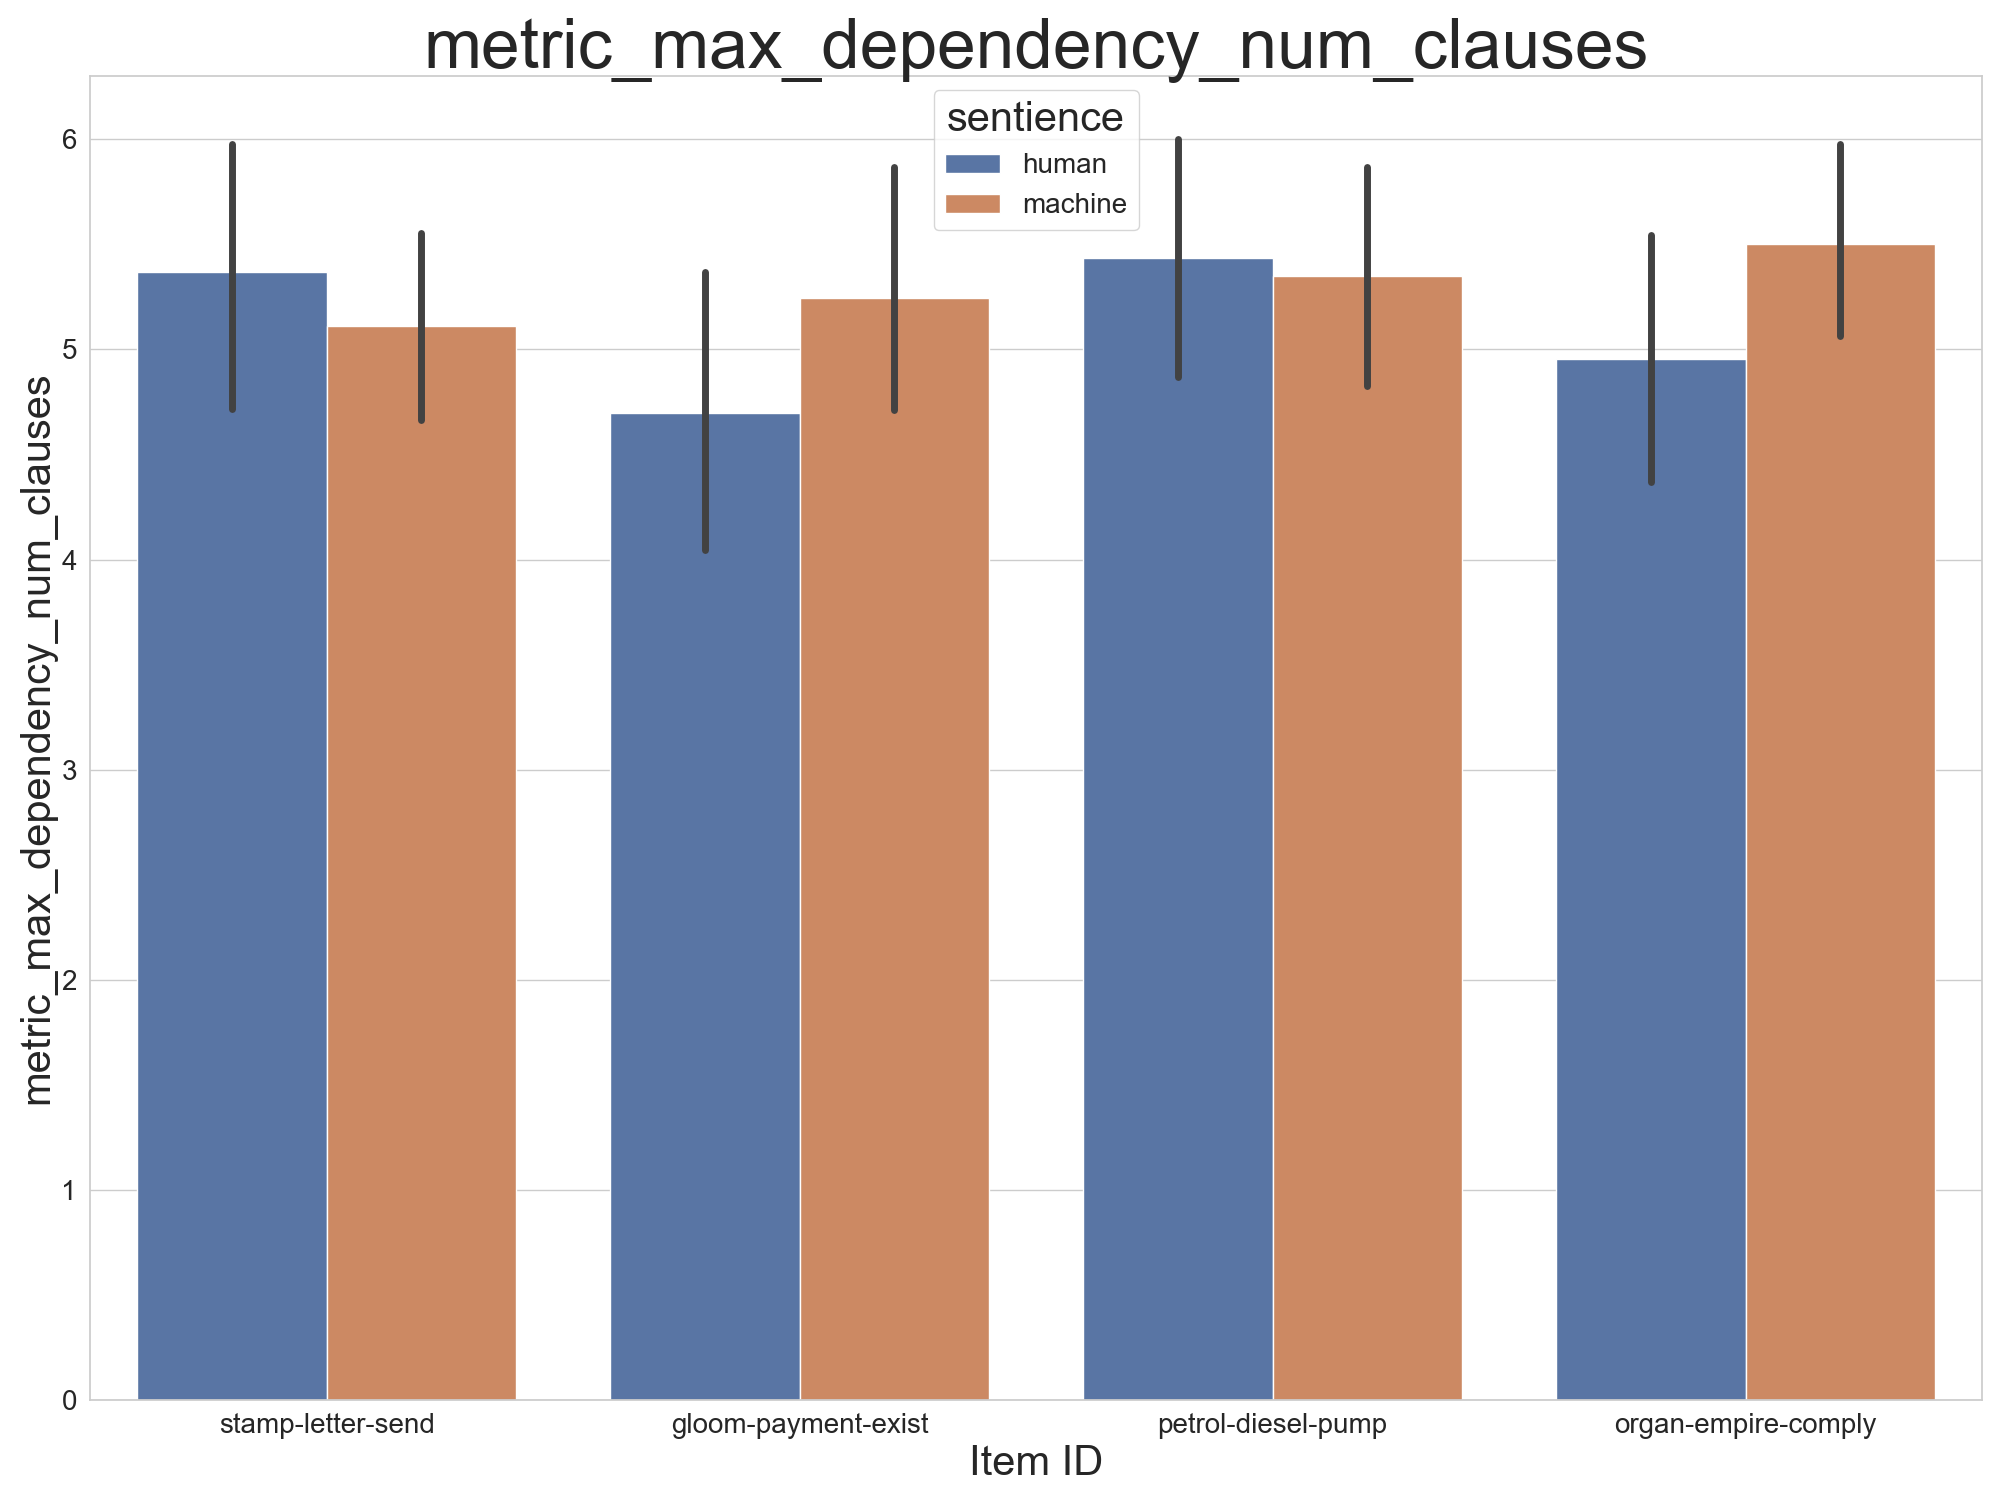 metric_max_dependency_num_clauses
sentience
human
machine
metric_max_dependency_num_clauses
6
5
4
3
2
1
0
stamp-letter-send
gloom-payment-exist
petrol-diesel-pump
organ-empire-comply
Item ID